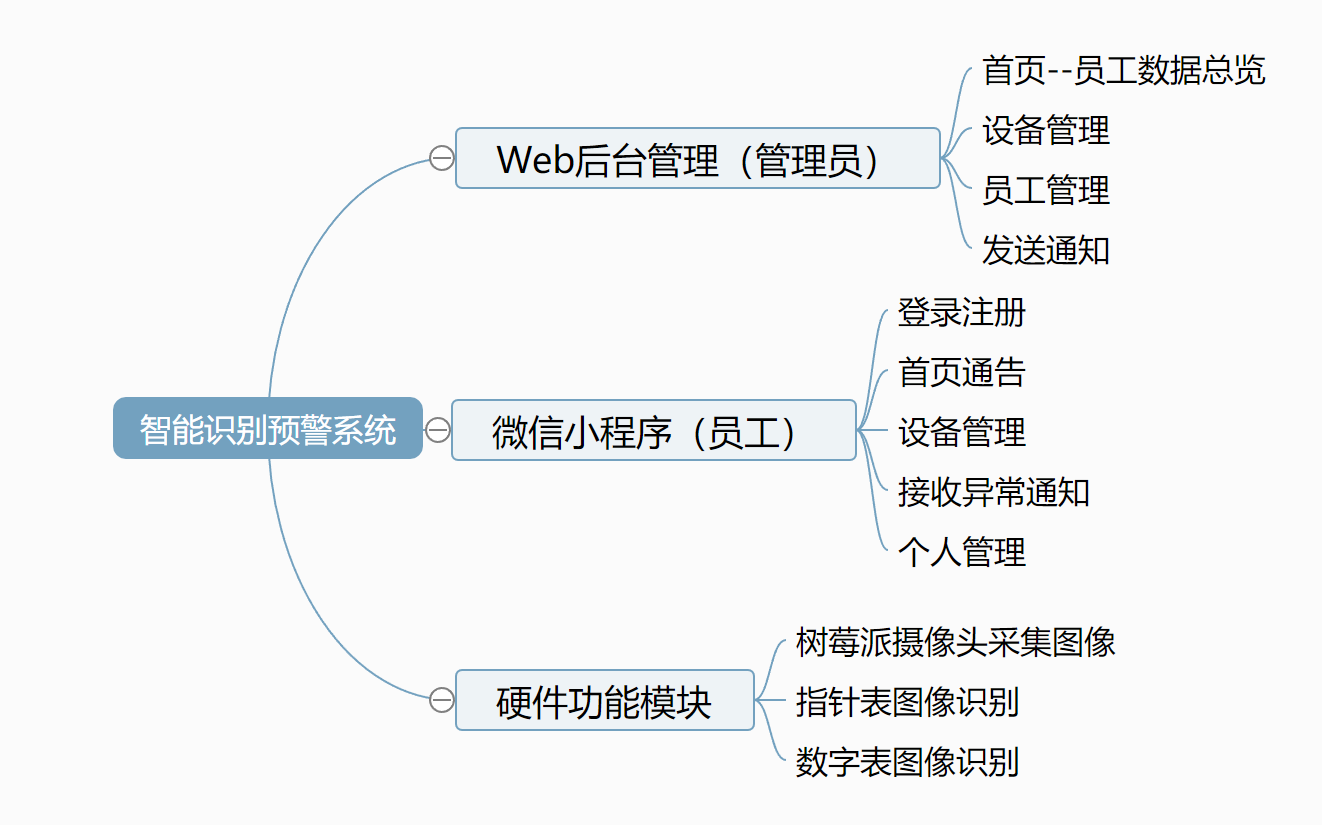 智能识别预警系统
Web后台管理（管理员）
首页--员工数据总览
设备管理
员工管理
发送通知
微信小程序（员工）
登录注册
首页通告
设备管理
接收异常通知
个人管理
硬件功能模块
树莓派摄像头采集图像
指针表图像识别
数字表图像识别